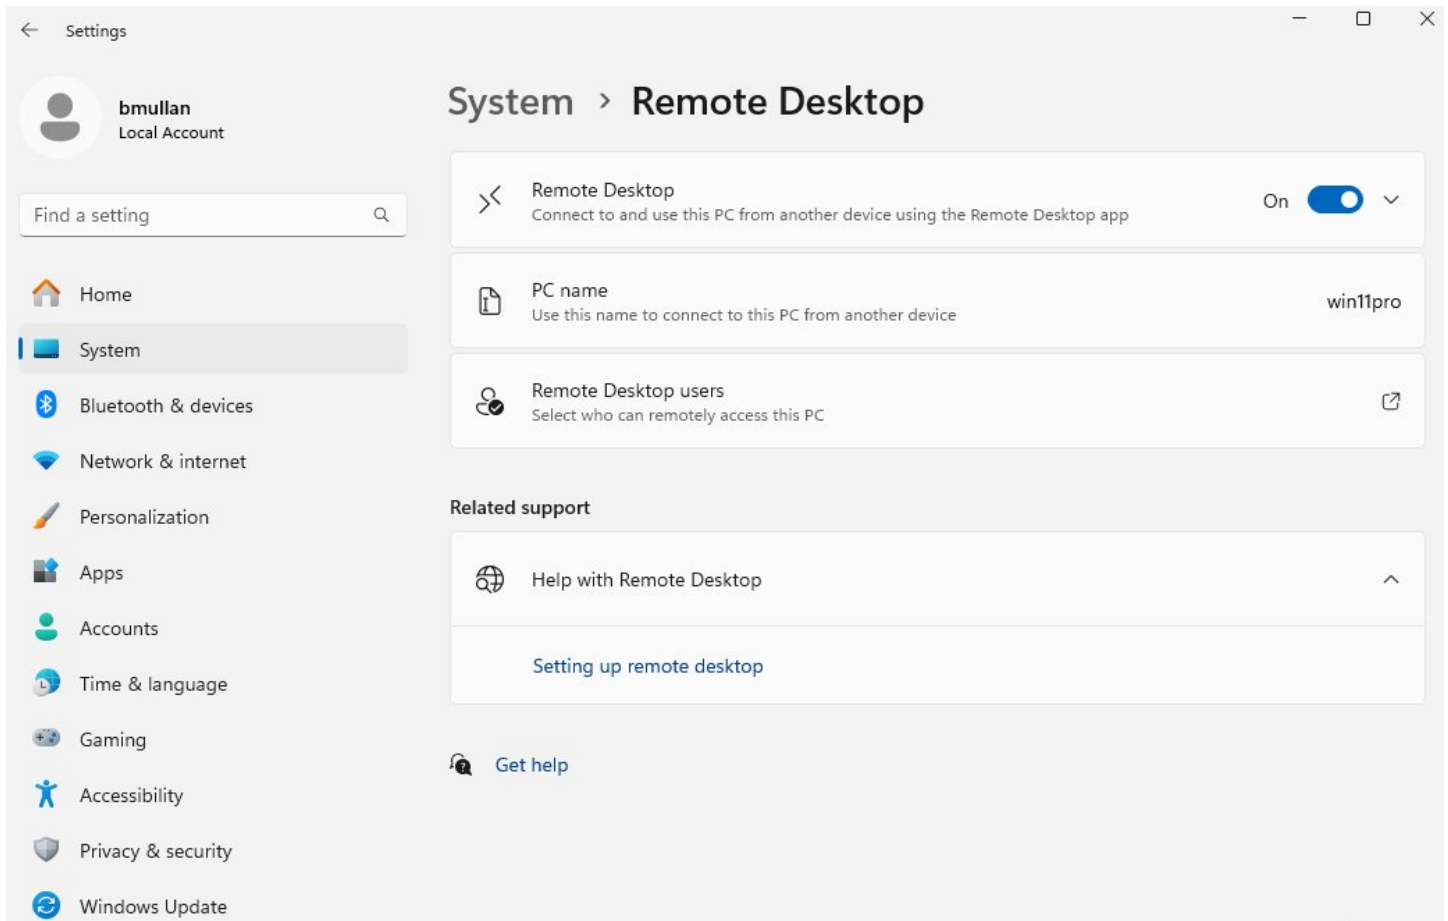 Settings
bmullan
Local Account
Find a setting
Home
System
Bluetooth & devices
Network & internet
Personalization
Apps
Accounts
Time & language
Gaming
Accessibility
Privacy & security
Windows Update
System > Remote Desktop
Remote Desktop
Connect to and use this PC from another device using the Remote Desktop app
On
PC name
Use this name to connect to this PC from another device
win11pro
Remote Desktop users
Select who can remotely access this PC
Related support
Help with Remote Desktop
Setting up remote desktop
Get help